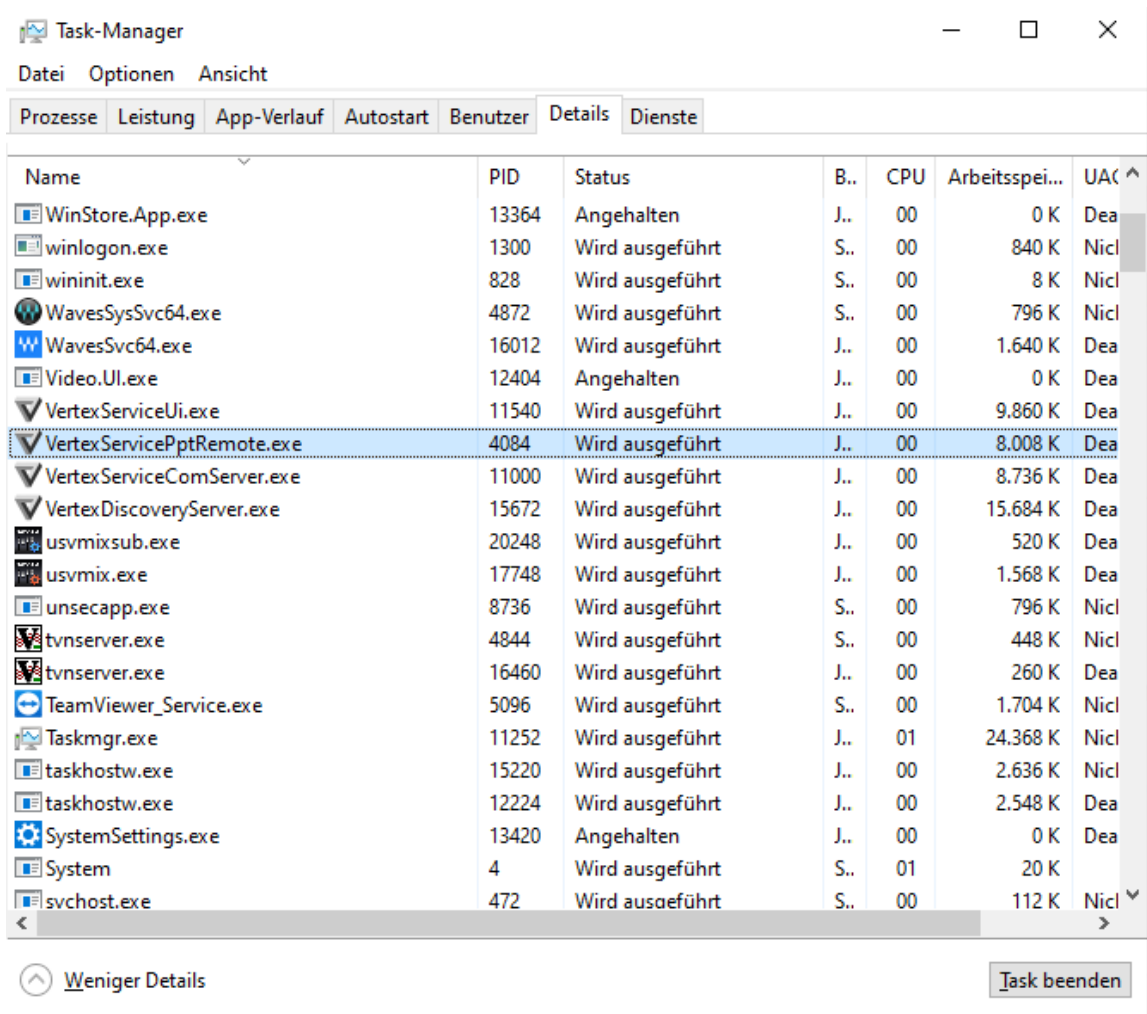 Task-Manager
Datei Optionen Ansicht
Prozesse Leistung App-Verlauf Autostart Benutzer Details Dienste
Name PID Status B.. CPU Arbeitsspei... UAC
WinStore.App.exe 13364 Angehalten J.. 00 0 K Dea
winlogon.exe 1300 Wird ausgeführt S.. 00 840 K Nicl
wininit.exe 828 Wird ausgeführt S.. 00 8 K Nicl
WavesSysSvc64.exe 4872 Wird ausgeführt S.. 00 796 K Nicl
WavesSvc64.exe 16012 Wird ausgeführt J.. 00 1.640 K Dea
Video.UI.exe 12404 Angehalten J.. 00 0 K Dea
VertexServiceUi.exe 11540 Wird ausgeführt J.. 00 9.860 K Dea
VertexServicePptRemote.exe 4084 Wird ausgeführt J.. 00 8.008 K Dea
VertexServiceComServer.exe 11000 Wird ausgeführt J.. 00 8.736 K Dea
VertexDiscoveryServer.exe 15672 Wird ausgeführt J.. 00 15.684 K Dea
usvmixsub.exe 20248 Wird ausgeführt J.. 00 520 K Dea
usvmix.exe 17748 Wird ausgeführt J.. 00 1.568 K Dea
unsecapp.exe 8736 Wird ausgeführt S.. 00 796 K Nicl
tvnserver.exe 4844 Wird ausgeführt S.. 00 448 K Nicl
tvnserver.exe 16460 Wird ausgeführt J.. 00 260 K Dea
TeamViewer_Service.exe 5096 Wird ausgeführt S.. 00 1.704 K Nicl
Taskmgr.exe 11252 Wird ausgeführt J.. 01 24.368 K Nicl
taskhostw.exe 15220 Wird ausgeführt J.. 00 2.636 K Nicl
taskhostw.exe 12224 Wird ausgeführt J.. 00 2.548 K Dea
SystemSettings.exe 13420 Angehalten J.. 00 0 K Dea
System 4 Wird ausgeführt S.. 01 20 K
svchost.exe 472 Wird ausgeführt S.. 00 112 K Nicl
Weniger Details Task beenden